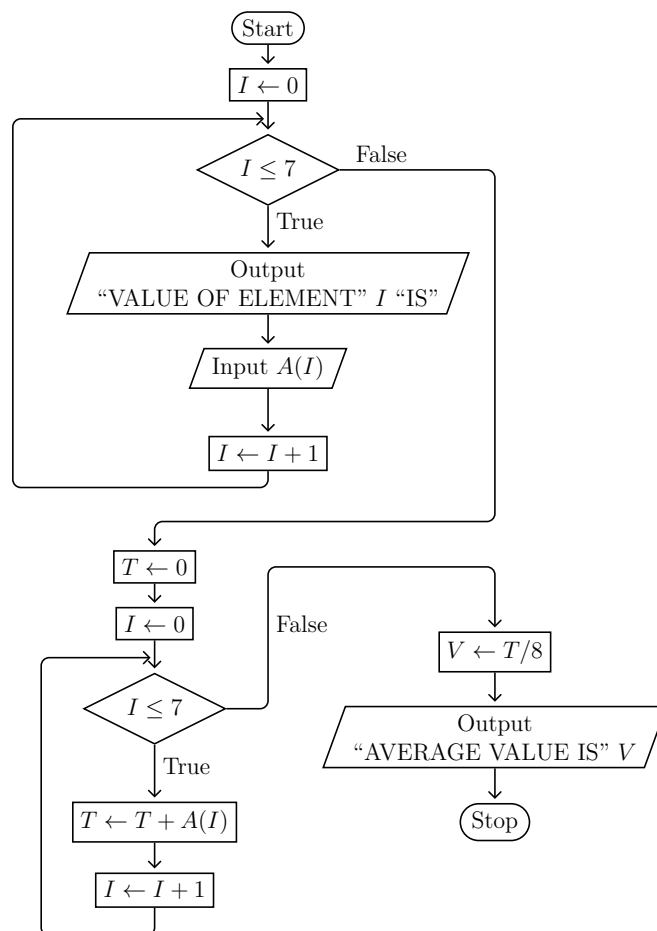 Start
I ← 0
I ≤ 7
False
True
Output
“VALUE OF ELEMENT” I “IS”
Input A(I)
I ← I + 1
T ← 0
I ← 0
I ≤ 7
True
T ← T + A(I)
I ← I + 1
False
V ← T/8
Output
“AVERAGE VALUE IS” V
Stop